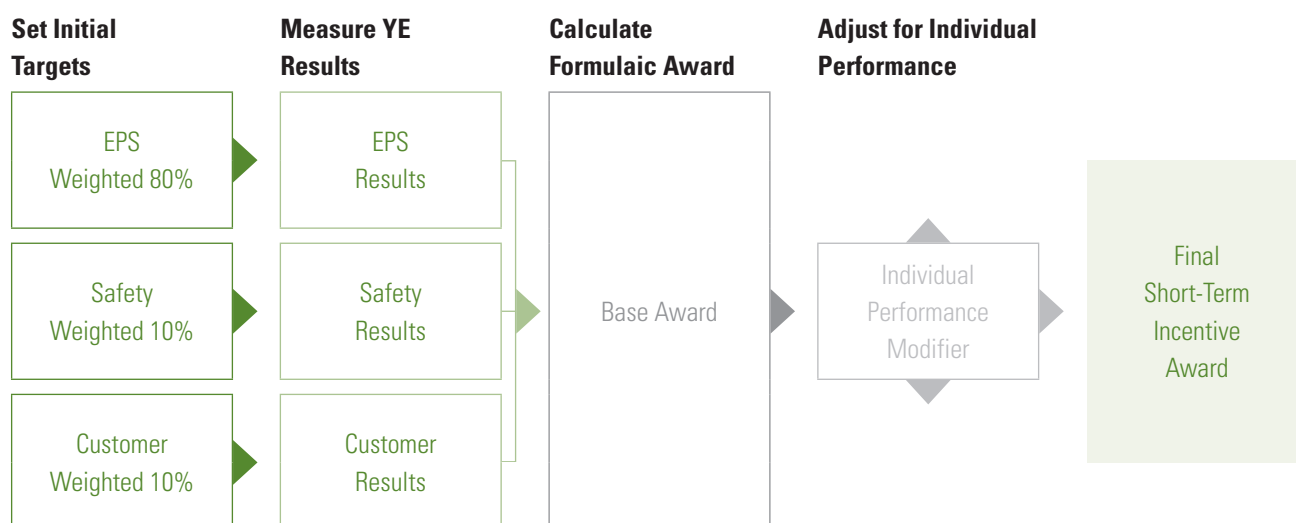 Set Initial
Targets
Measure YE
Results
Calculate
Formulaic Award
Adjust for Individual
Performance
EPS
Weighted 80%
EPS
Results
Safety
Weighted 10%
Safety
Results
Customer
Weighted 10%
Customer
Results
Base Award
Individual
Performance
Modifier
Final
Short-Term
Incentive
Award